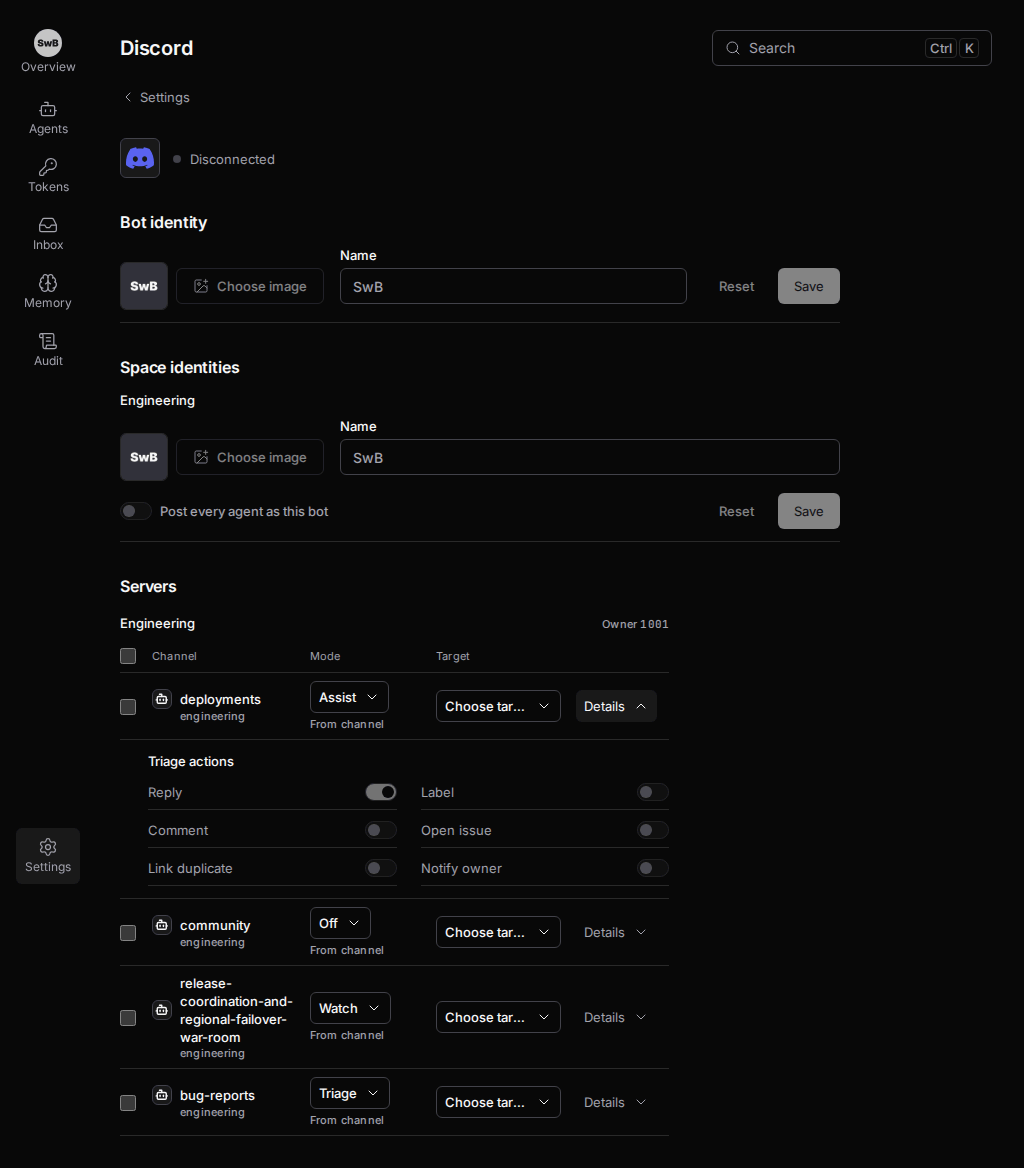 SwB
Overview
Agents
Tokens
Inbox
Memory
Audit
Settings
Discord
Search
Ctrl K
Settings
Disconnected
Bot identity
Name
SwB
Choose image
SwB
Reset
Save
Space identities
Engineering
Name
SwB
Choose image
SwB
Post every agent as this bot
Reset
Save
Servers
Engineering
Owner 1001
Channel Mode Target
deployments
engineering
Assist
From channel
Choose tar...
Details
Triage actions
Reply
Label
Comment
Open issue
Link duplicate
Notify owner
community
engineering
Off
From channel
Choose tar...
Details
release-
coordination-and-
regional-failover-
war-room
engineering
Watch
From channel
Choose tar...
Details
bug-reports
engineering
Triage
From channel
Choose tar...
Details